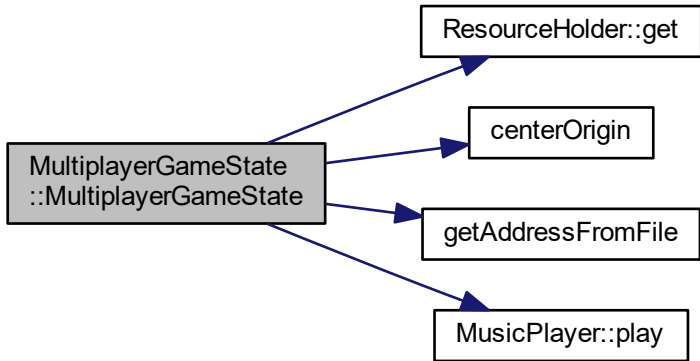 MultiplayerGameState
::MultiplayerGameState
ResourceHolder::get
centerOrigin
getAddressFromFile
MusicPlayer::play